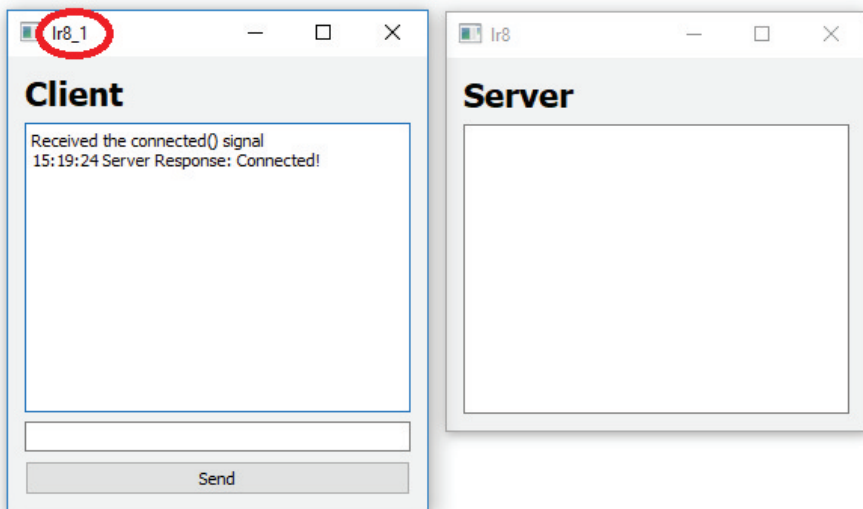 lr8_1
Client
Received the connected() signal
15:19:24 Server Response: Connected!
Send
lr8
Server